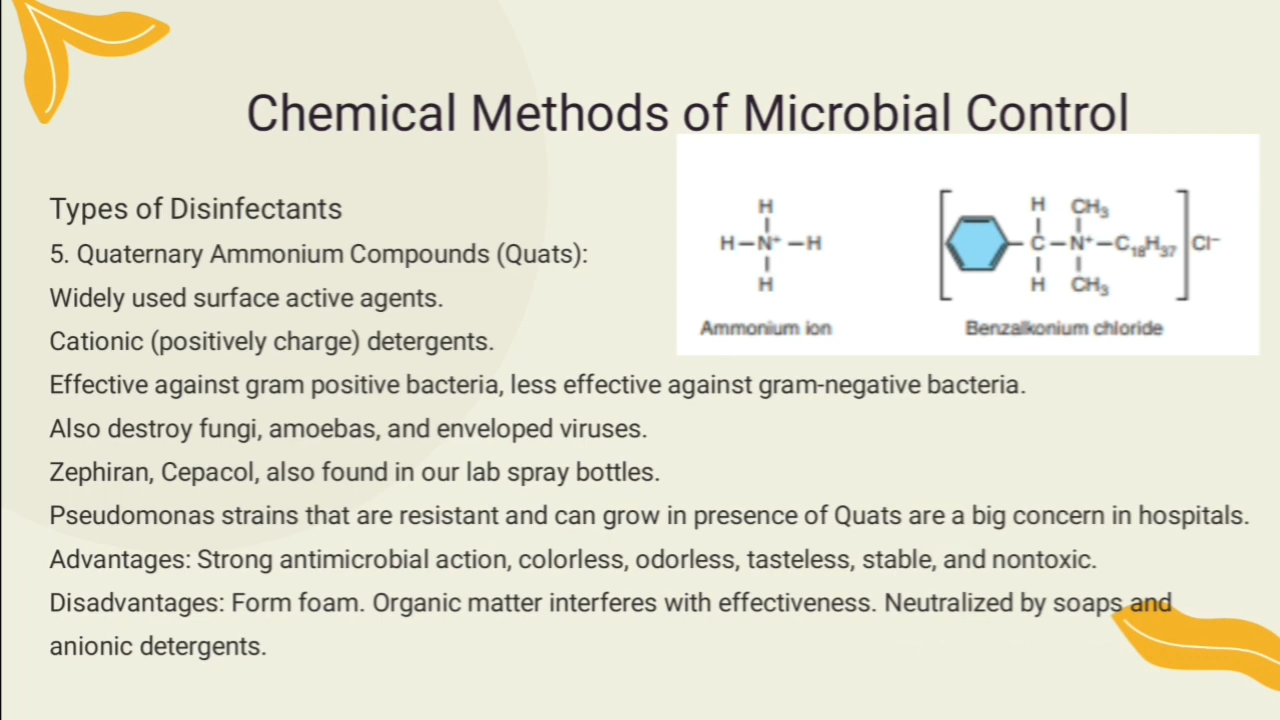 Chemical Methods of Microbial Control
Types of Disinfectants
5. Quaternary Ammonium Compounds (Quats):
Widely used surface active agents.
Cationic (positively charge) detergents.
Effective against gram positive bacteria, less effective against gram-negative bacteria.
Also destroy fungi, amoebas, and enveloped viruses.
Zephiran, Cepacol, also found in our lab spray bottles.
Pseudomonas strains that are resistant and can grow in presence of Quats are a big concern in hospitals.
Advantages: Strong antimicrobial action, colorless, odorless, tasteless, stable, and nontoxic.
Disadvantages: Form foam. Organic matter interferes with effectiveness. Neutralized by soaps and
anionic detergents.
H
H–N⁺–H
H
Ammonium ion
H CH₃
C–N⁺–C₁₈H₃₇ Cl⁻
H CH₃
Benzalkonium chloride